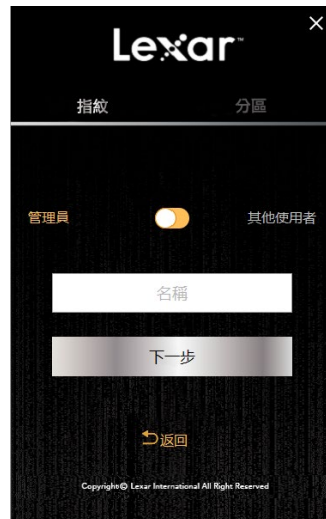 Lexar™
指紋
分區
管理員
其他使用者
名稱
下一步
返回
Copyright© Lexar International All Right Reserved